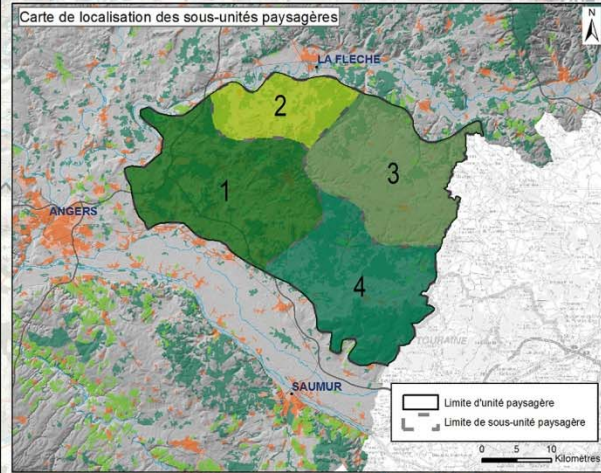 Carte de localisation des sous-unités paysagères
N
LA FLECHE
2
3
1
ANGERS
4
TOURAINE
SAUMUR
Limite d'unité paysagère
Limite de sous-unité paysagère
0 5 10
Kilomètres